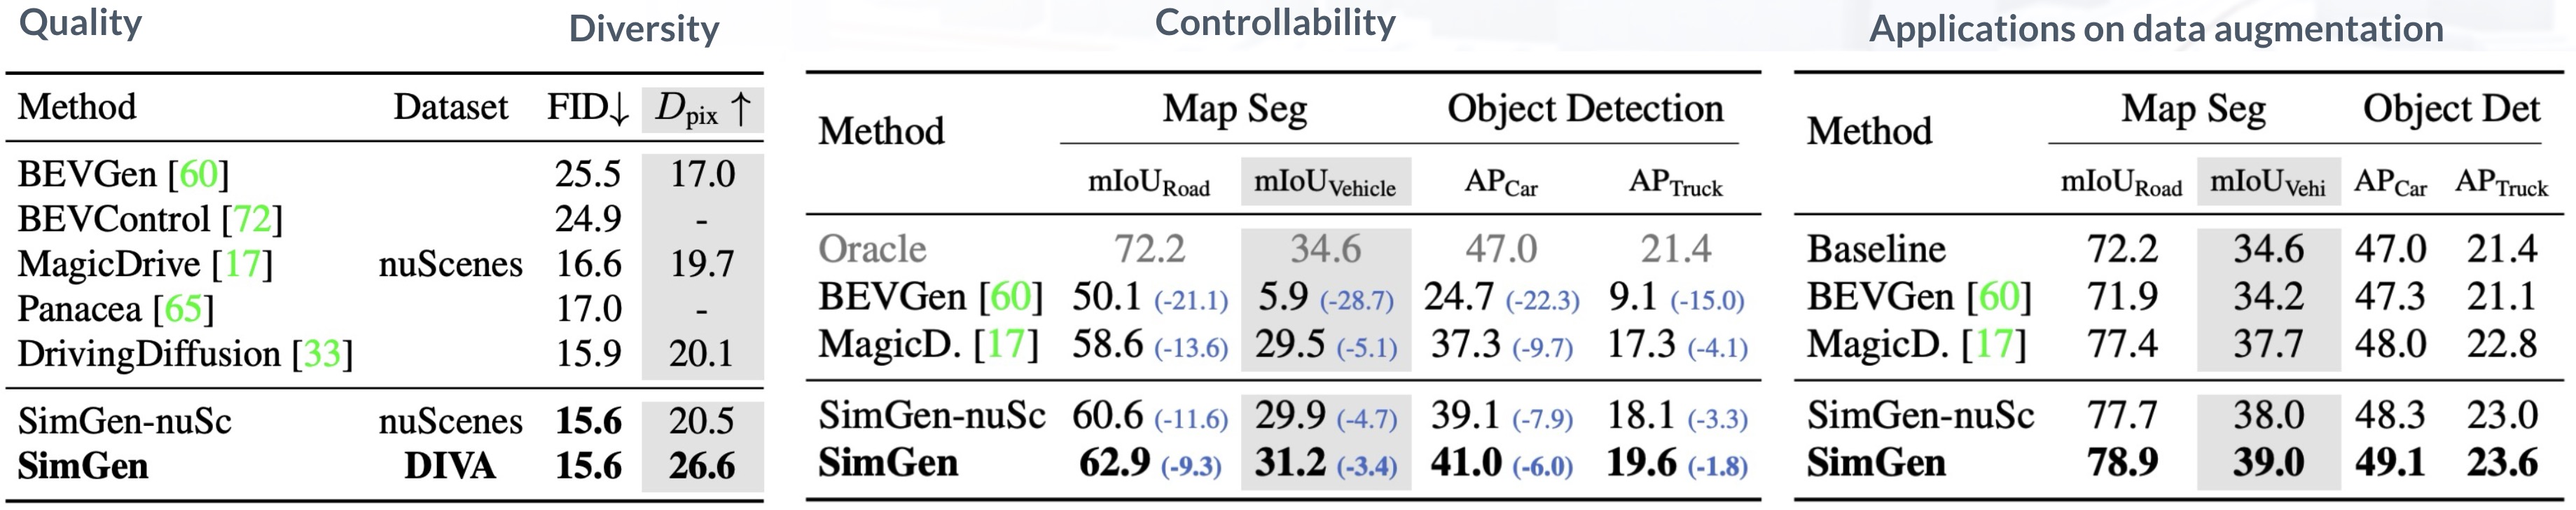 Quality Diversity
Method Dataset FID↓ D_pix ↑
BEVGen [60] 25.5 17.0
BEVControl [72] 24.9 -
MagicDrive [17] nuScenes 16.6 19.7
Panacea [65] 17.0 -
DrivingDiffusion [33] 15.9 20.1
SimGen-nuSc nuScenes 15.6 20.5
SimGen DIVA 15.6 26.6
Controllability
Method Map Seg Object Detection
mIoU_Road mIoU_Vehicle AP_Car AP_Truck
Oracle 72.2 34.6 47.0 21.4
BEVGen [60] 50.1 (-21.1) 5.9 (-28.7) 24.7 (-22.3) 9.1 (-15.0)
MagicD. [17] 58.6 (-13.6) 29.5 (-5.1) 37.3 (-9.7) 17.3 (-4.1)
SimGen-nuSc 60.6 (-11.6) 29.9 (-4.7) 39.1 (-7.9) 18.1 (-3.3)
SimGen 62.9 (-9.3) 31.2 (-3.4) 41.0 (-6.0) 19.6 (-1.8)
Applications on data augmentation
Method Map Seg Object Det
mIoU_Road mIoU_Vehi AP_Car AP_Truck
Baseline 72.2 34.6 47.0 21.4
BEVGen [60] 71.9 34.2 47.3 21.1
MagicD. [17] 77.4 37.7 48.0 22.8
SimGen-nuSc 77.7 38.0 48.3 23.0
SimGen 78.9 39.0 49.1 23.6